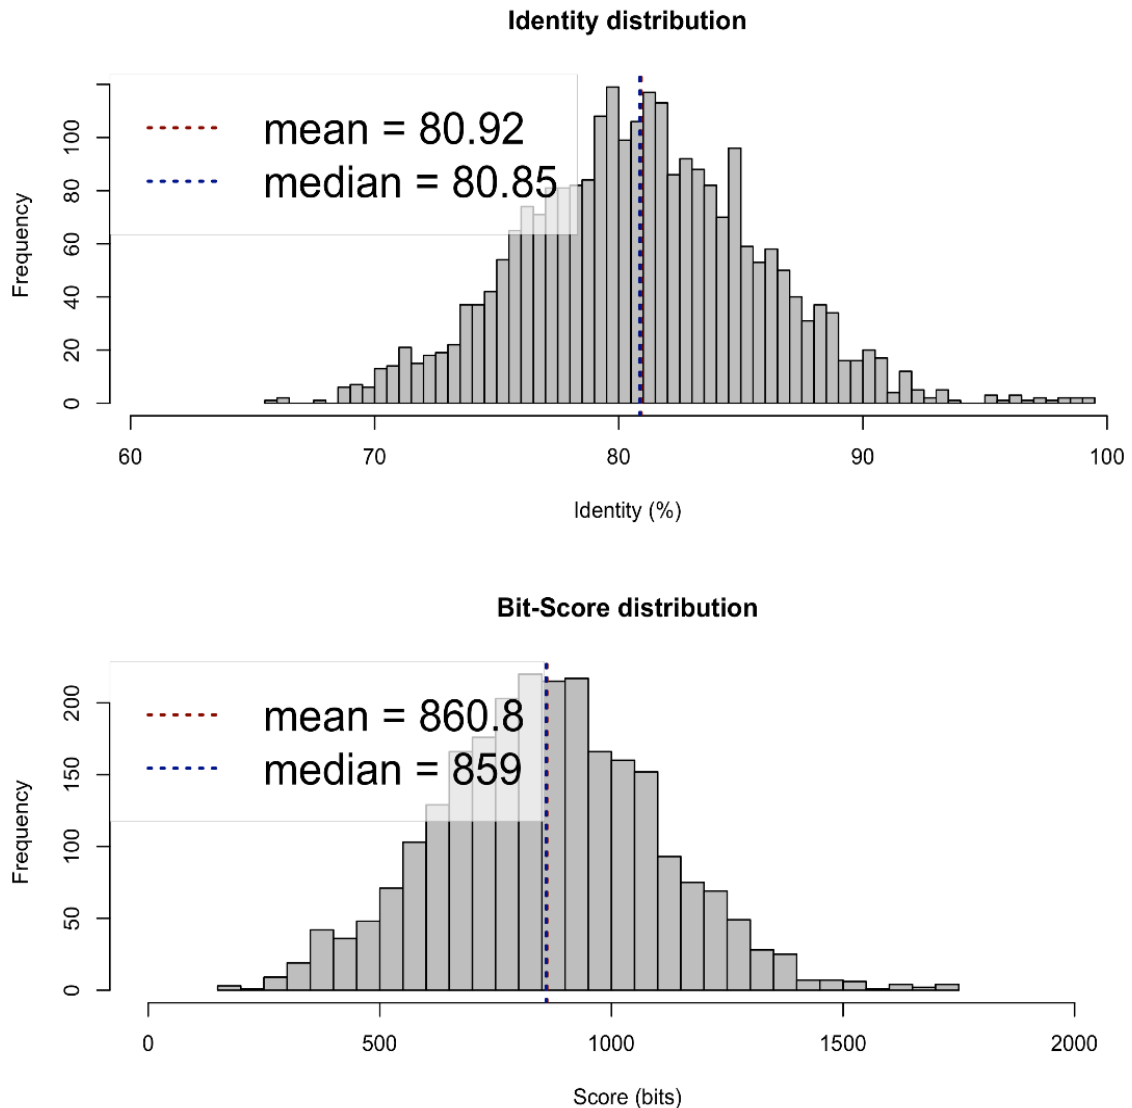 Identity distribution
mean = 80.92
median = 80.85
Frequency
0
20
40
60
80
100
60 70 80 90 100
Identity (%)
Bit-Score distribution
mean = 860.8
median = 859
Frequency
0
50
100
150
200
0 500 1000 1500 2000
Score (bits)